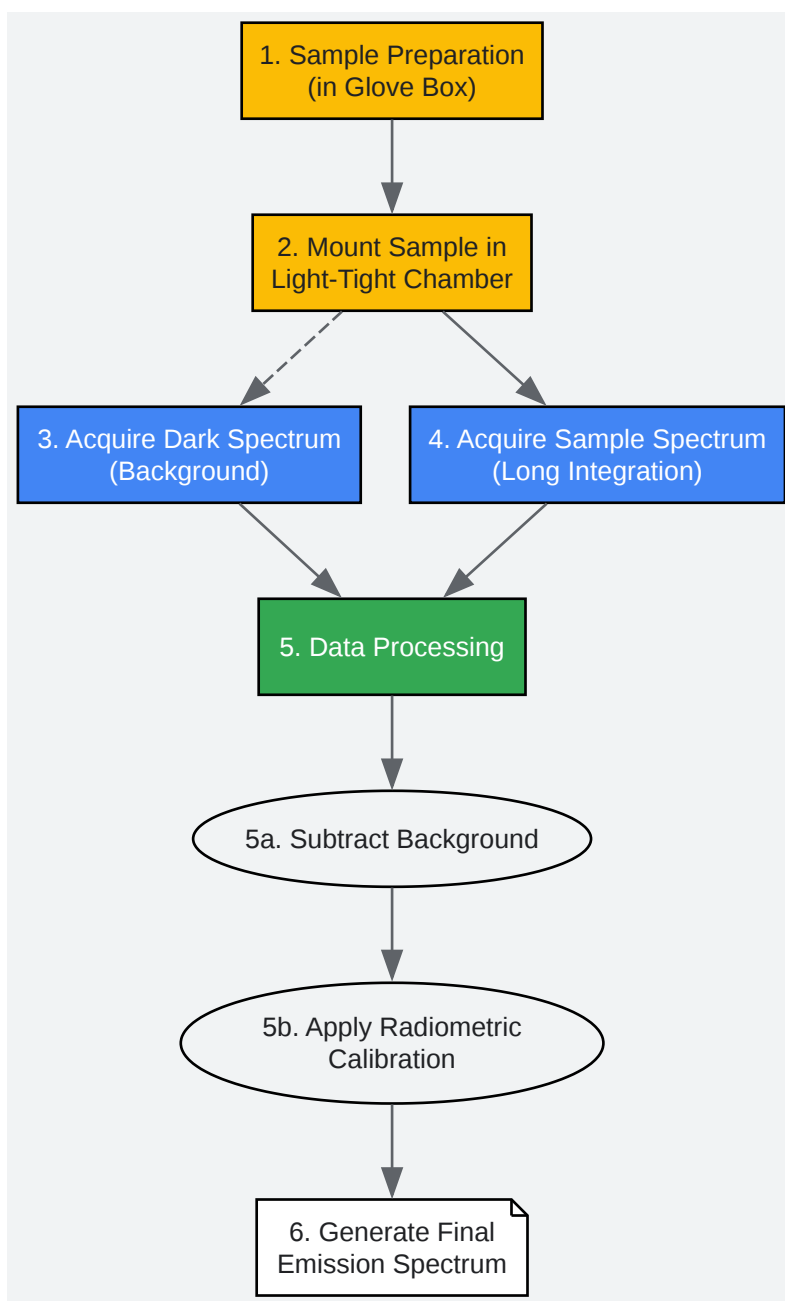 1. Sample Preparation
(in Glove Box)
2. Mount Sample in
Light-Tight Chamber
3. Acquire Dark Spectrum
(Background)
4. Acquire Sample Spectrum
(Long Integration)
5. Data Processing
5a. Subtract Background
5b. Apply Radiometric
Calibration
6. Generate Final
Emission Spectrum